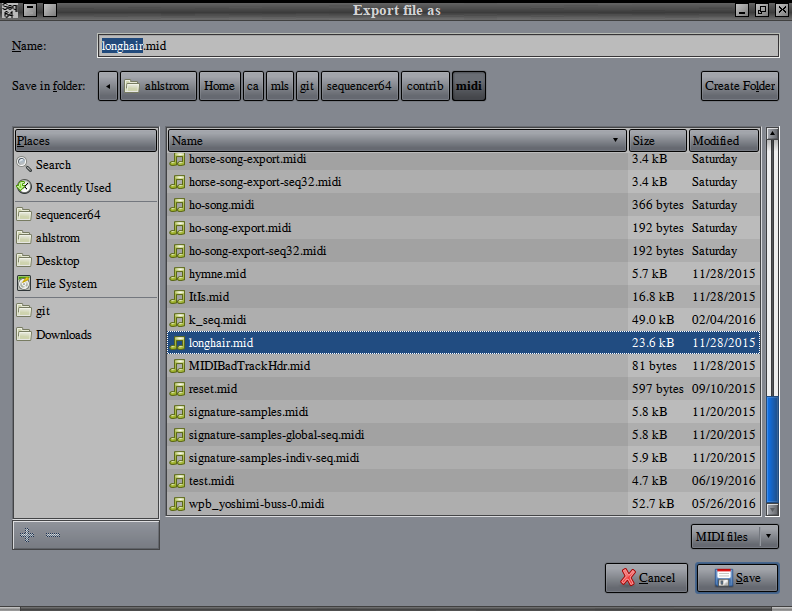 Seq 64 Export file as
Name: longhair.mid
Save in folder: ahlstrom Home ca mls git sequencer64 contrib midi Create Folder
Places Name Size Modified
Search
Recently Used
sequencer64
ahlstrom
Desktop
File System
git
Downloads
horse-song-export.midi 3.4 kB Saturday
horse-song-export-seq32.midi 3.4 kB Saturday
ho-song.midi 366 bytes Saturday
ho-song-export.midi 192 bytes Saturday
ho-song-export-seq32.midi 192 bytes Saturday
hymne.mid 5.7 kB 11/28/2015
ItIs.mid 16.8 kB 11/28/2015
k_seq.midi 49.0 kB 02/04/2016
longhair.mid 23.6 kB 11/28/2015
MIDIBadTrackHdr.mid 81 bytes 11/28/2015
reset.mid 597 bytes 09/10/2015
signature-samples.midi 5.8 kB 11/20/2015
signature-samples-global-seq.midi 5.8 kB 11/20/2015
signature-samples-indiv-seq.midi 5.9 kB 11/20/2015
test.midi 4.7 kB 06/19/2016
wpb_yoshimi-buss-0.midi 52.7 kB 05/26/2016
MIDI files
Cancel Save